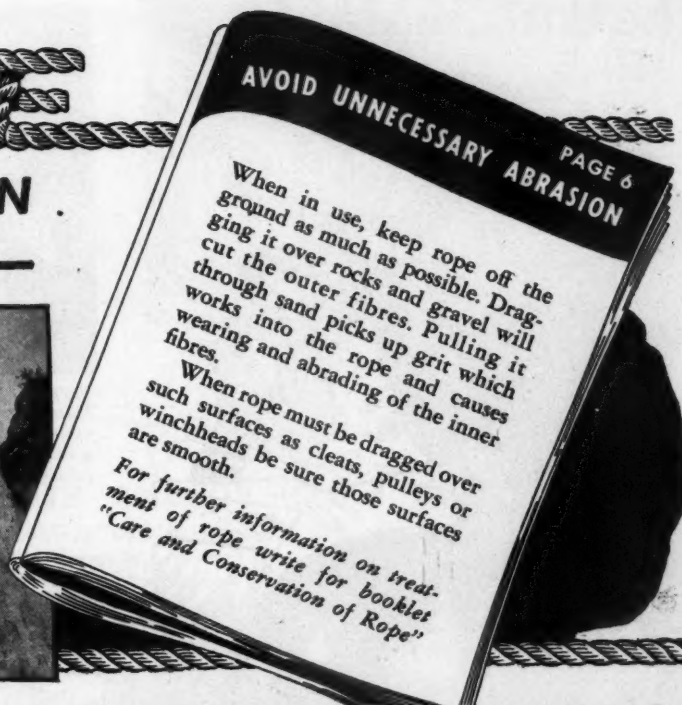 N
PAGE 6
AVOID UNNECESSARY ABRASION
When in use, keep rope off the
ground as much as possible. Drag-
ging it over rocks and gravel will
cut the outer fibres. Pulling it
through sand picks up grit which
works into the rope and causes
wearing and abrading of the inner
fibres.
When rope must be dragged over
such surfaces as cleats, pulleys or
winchheads be sure those surfaces
are smooth.
For further information on treat-
ment of rope write for booklet
"Care and Conservation of Rope"